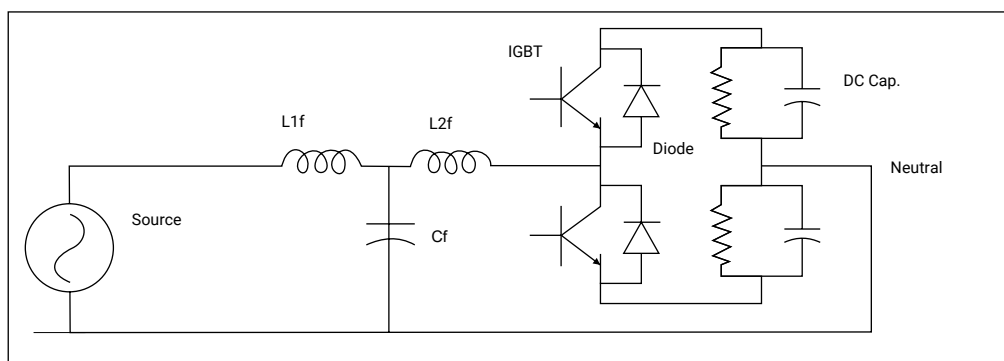 IGBT
DC Cap.
L1f
L2f
Diode
Neutral
Source
Cf